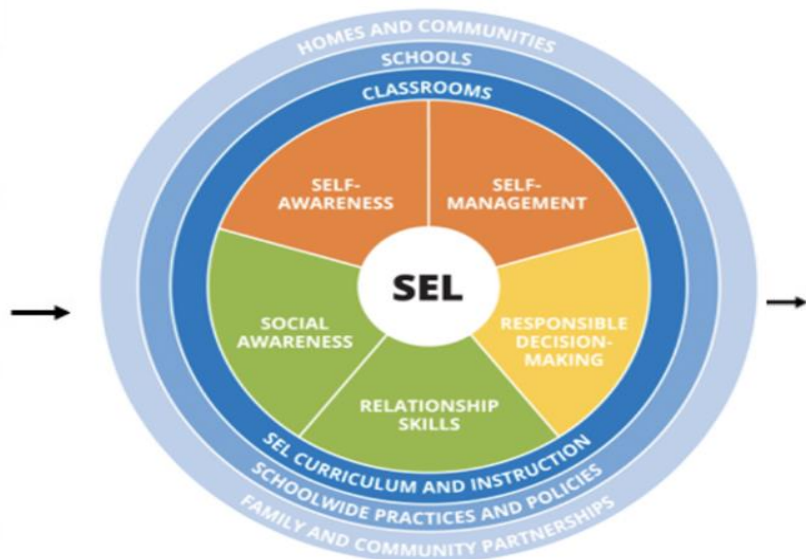 HOMES AND COMMUNITIES
SCHOOLS
CLASSROOMS
SELF-
AWARENESS
SELF-
MANAGEMENT
SEL
SOCIAL
AWARENESS
RESPONSIBLE
DECISION-
MAKING
RELATIONSHIP
SKILLS
SEL CURRICULUM AND INSTRUCTION
SCHOOLWIDE PRACTICES AND POLICIES
FAMILY AND COMMUNITY PARTNERSHIPS